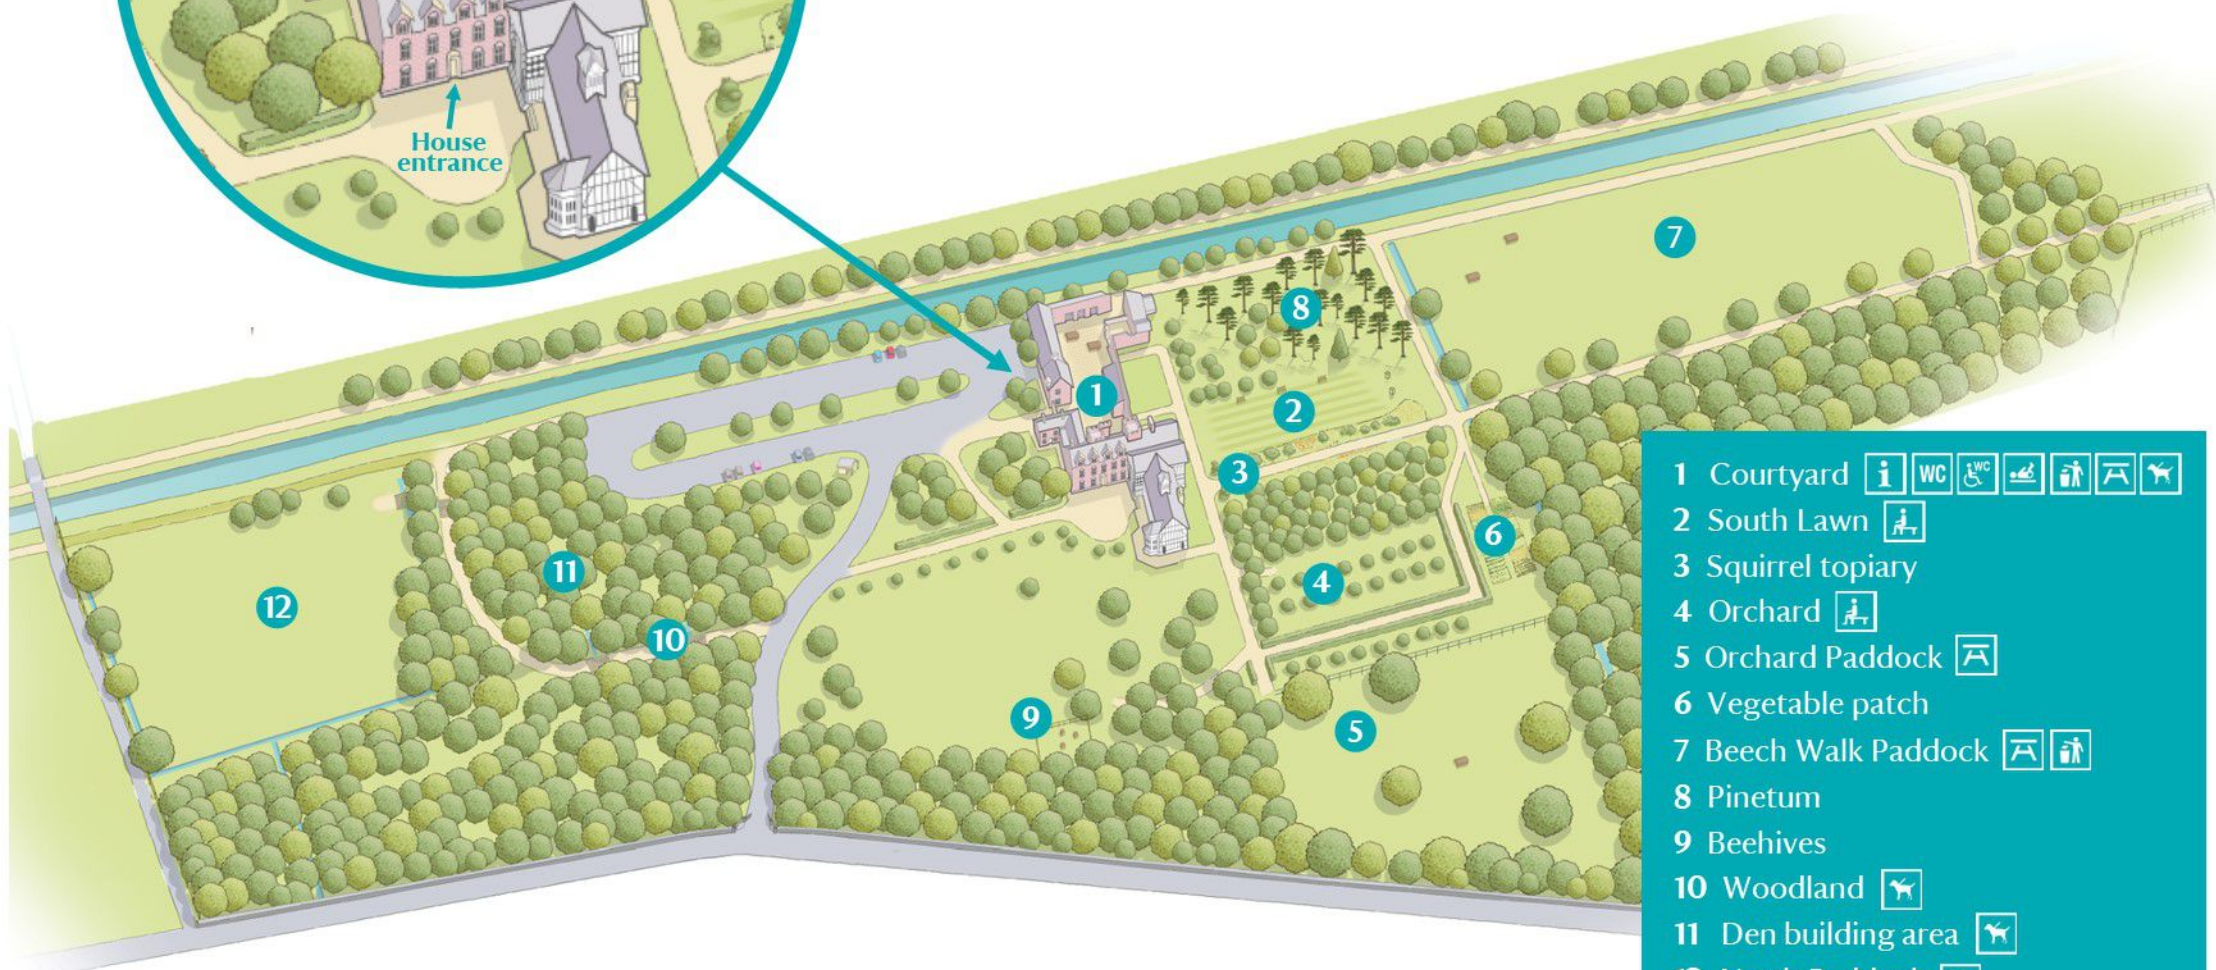 House
entrance
7
8
1
2
3
6
11
4
12
10
9
5
1 Courtyard i WC WC
2 South Lawn
3 Squirrel topiary
4 Orchard
5 Orchard Paddock
6 Vegetable patch
7 Beech Walk Paddock
8 Pinetum
9 Beehives
10 Woodland
11 Den building area